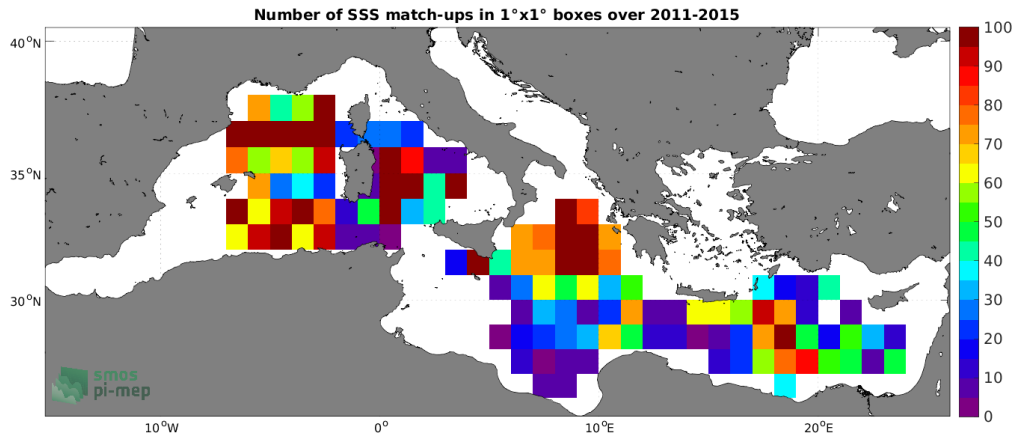 Number of SSS match-ups in 1°x1° boxes over 2011-2015
40°N
35°N
30°N
10°W
0°
10°E
20°E
100
90
80
70
60
50
40
30
20
10
0
smos
pi-mep